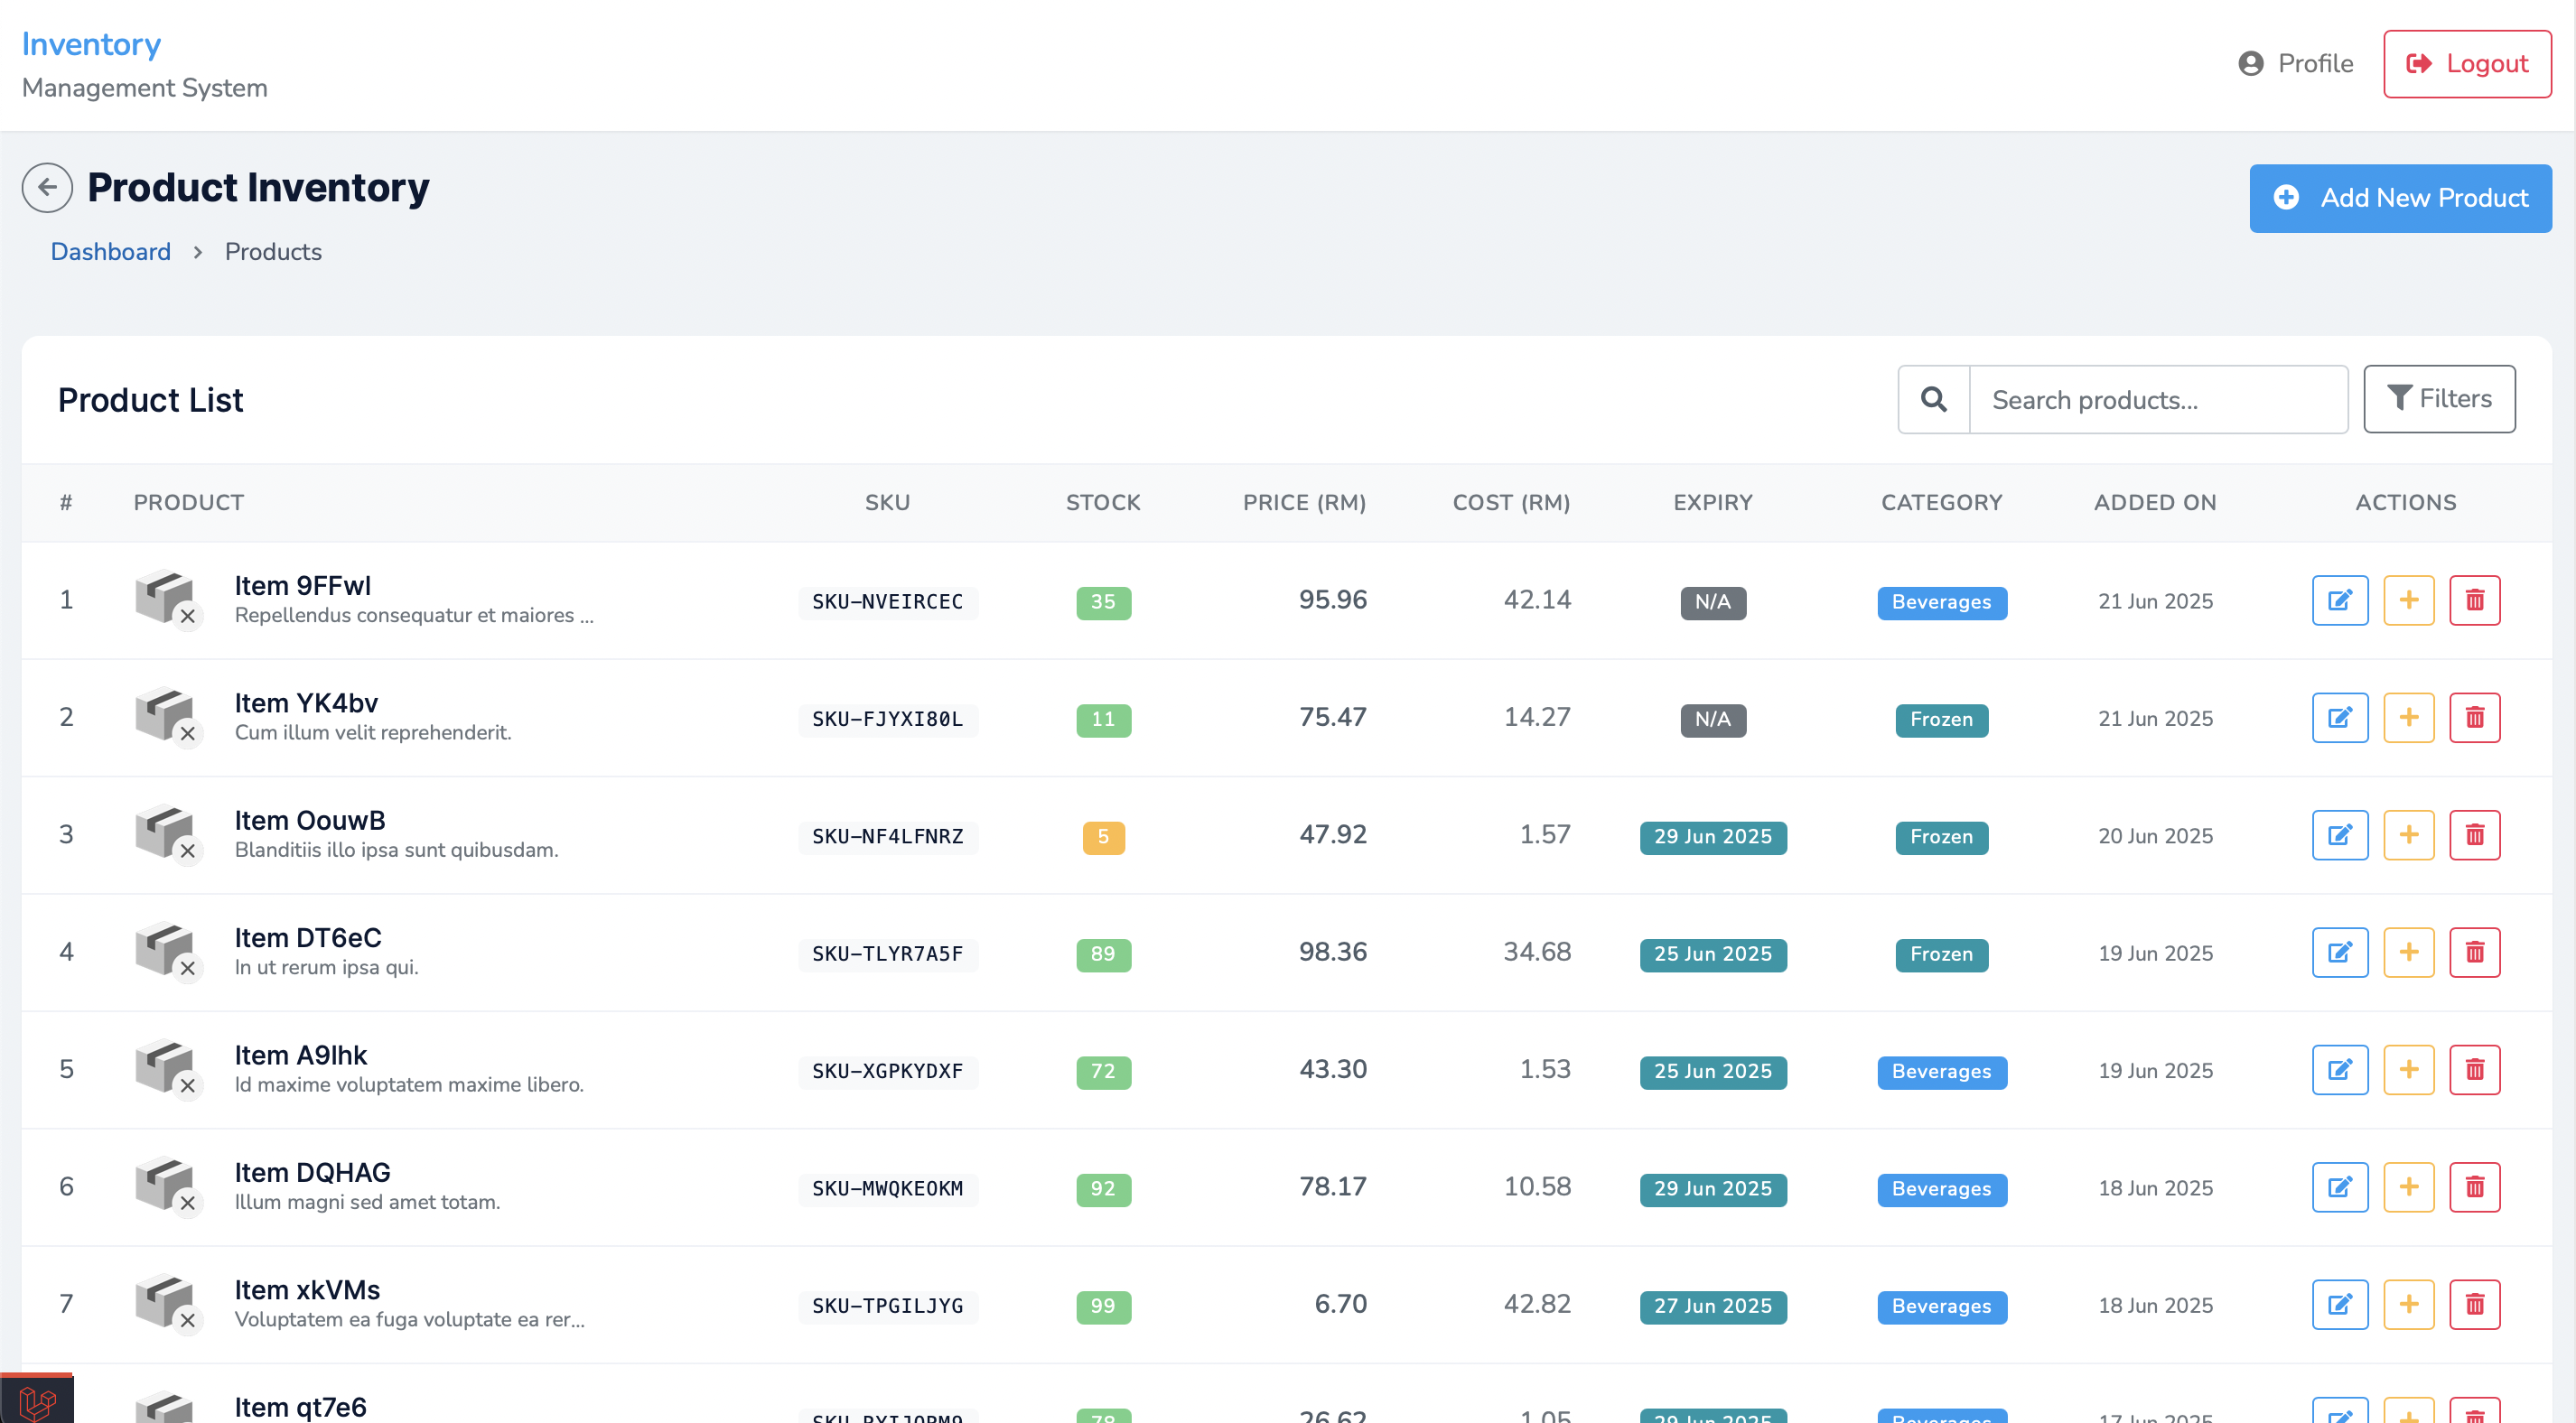 Inventory
Management System
Profile
Logout
Product Inventory
Add New Product
Dashboard > Products
Product List
Search products...
Filters
# PRODUCT SKU STOCK PRICE (RM) COST (RM) EXPIRY CATEGORY ADDED ON ACTIONS
1 Item 9FFwl SKU-NVEIRCEC 35 95.96 42.14 N/A Beverages 21 Jun 2025
Repellendus consequatur et maiores ...
2 Item YK4bv SKU-FJYXI80L 11 75.47 14.27 N/A Frozen 21 Jun 2025
Cum illum velit reprehenderit.
3 Item OouwB SKU-NF4LFNRZ 5 47.92 1.57 29 Jun 2025 Frozen 20 Jun 2025
Blanditiis illo ipsa sunt quibusdam.
4 Item DT6eC SKU-TLYR7A5F 89 98.36 34.68 25 Jun 2025 Frozen 19 Jun 2025
In ut rerum ipsa qui.
5 Item A9lhk SKU-XGPKYDXF 72 43.30 1.53 25 Jun 2025 Beverages 19 Jun 2025
Id maxime voluptatem maxime libero.
6 Item DQHAG SKU-MWQKEOKM 92 78.17 10.58 29 Jun 2025 Beverages 18 Jun 2025
Illum magni sed amet totam.
7 Item xkVMs SKU-TPGILJYG 99 6.70 42.82 27 Jun 2025 Beverages 18 Jun 2025
Voluptatem ea fuga voluptate ea rer...
Item qt7e6 78 26.62 1.05 29 Jun 2025 Beverages 17 Jun 2025